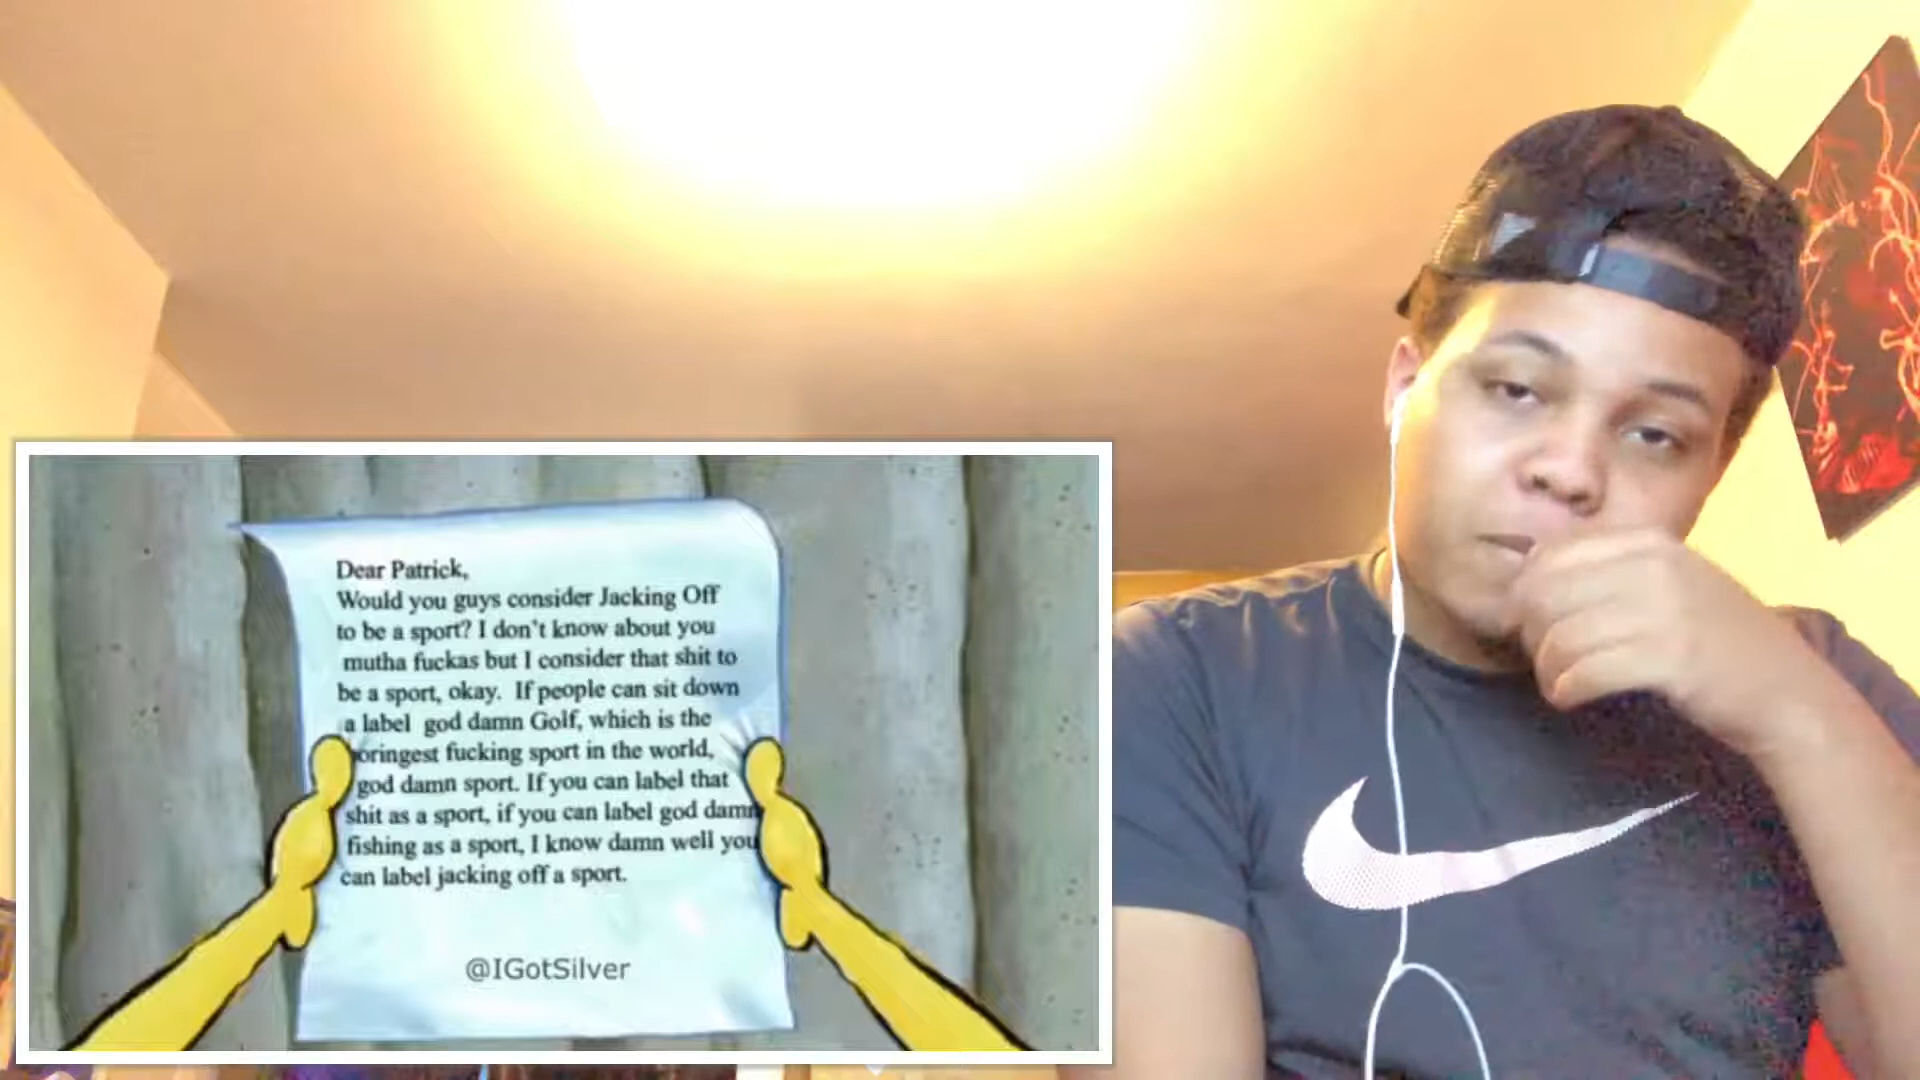 Dear Patrick,
Would you guys consider Jacking Off
to be a sport? I don't know about you
mutha fuckas but I consider that shit to
be a sport, okay. If people can sit down
a label god damn Golf, which is the
oringest fucking sport in the world,
god damn sport. If you can label that
shit as a sport, if you can label god damn
fishing as a sport, I know damn well you
can label jacking off a sport.
@IGotSilver